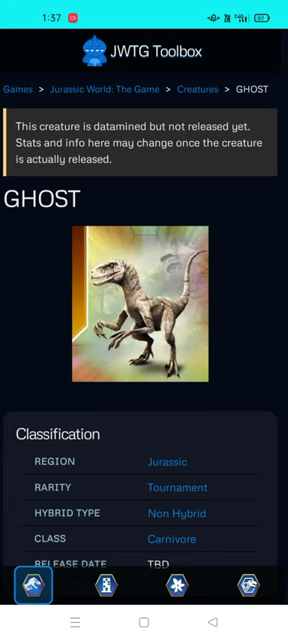 1:37
61
JWTG Toolbox
Games > Jurassic World: The Game > Creatures > GHOST
This creature is datamined but not released yet.
Stats and info here may change once the creature
is actually released.
GHOST
Classification
REGION Jurassic
RARITY Tournament
HYBRID TYPE Non Hybrid
CLASS Carnivore
RELEASE DATE TBD